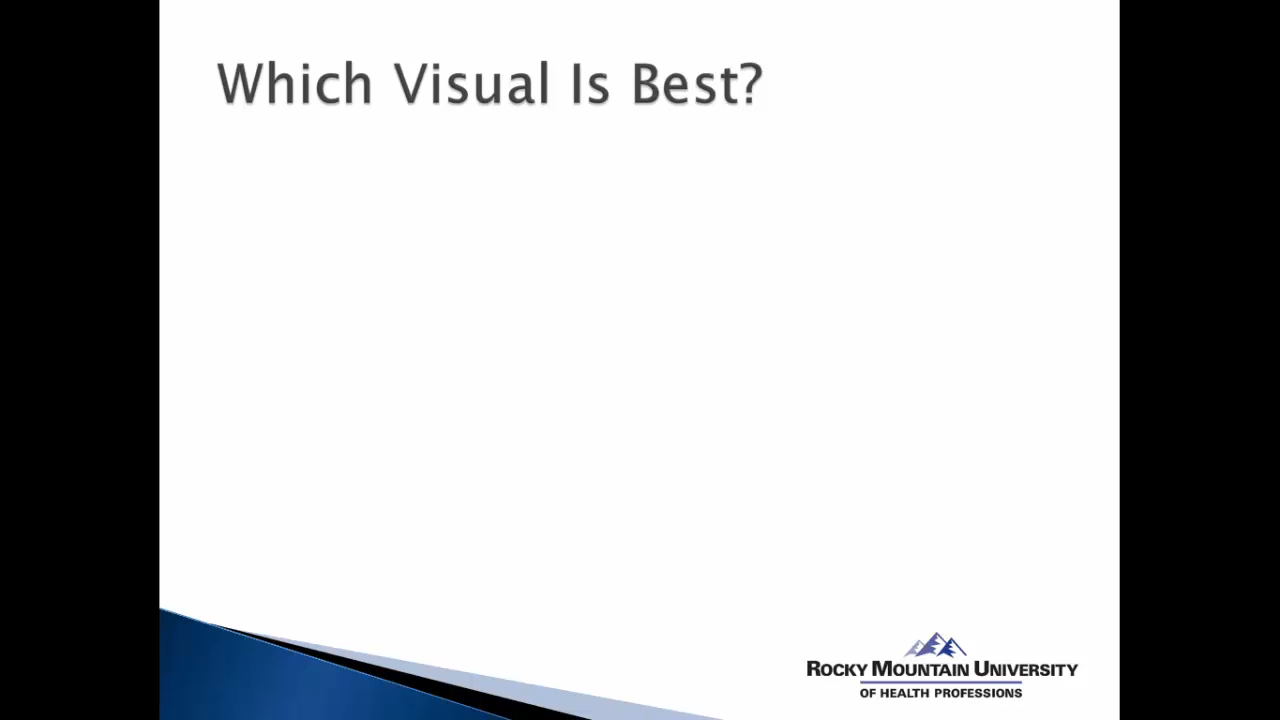 Which Visual Is Best?
ROCKY MOUNTAIN UNIVERSITY
OF HEALTH PROFESSIONS